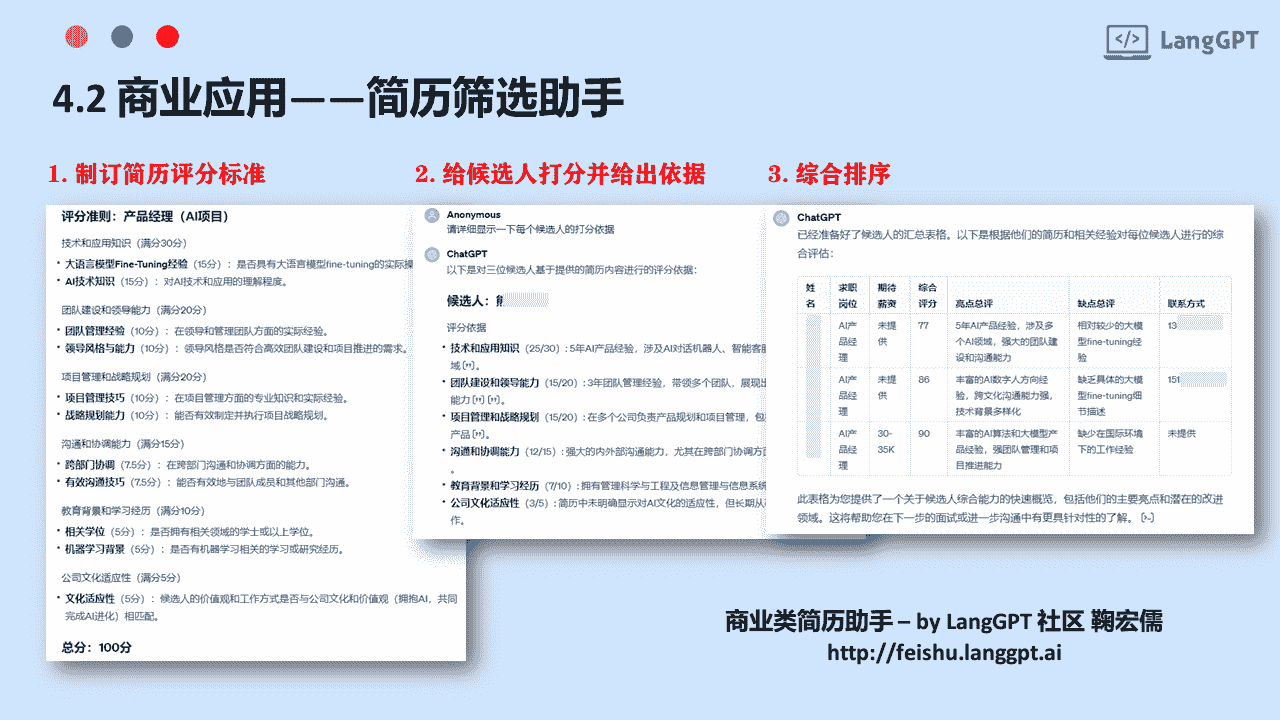 </> LangGPT
4.2 商业应用——简历筛选助手
1. 制订简历评分标准
评分准则：产品经理（AI项目）
技术和应用知识（满分30分）
• 大语言模型Fine-Tuning经验（15分）：是否具有大语言模型fine-tuning的实际操
• AI技术知识（15分）：对AI技术和应用的理解程度。
团队建设和领导能力（满分20分）
• 团队管理经验（10分）：在领导和管理团队方面的实际经验。
• 领导风格与能力（10分）：领导风格是否符合高效团队建设和项目推进的需求。
项目管理和战略规划（满分20分）
• 项目管理技巧（10分）：在项目管理方面的专业知识和实际经验。
• 战略规划能力（10分）：能否有效制定并执行项目战略规划。
沟通和协调能力（满分15分）
• 跨部门协调（7.5分）：在跨部门沟通和协调方面的能力。
• 有效沟通技巧（7.5分）：能否有效地与团队成员和其他部门沟通。
教育背景和学习经历（满分10分）
• 相关学位（5分）：是否拥有相关领域的学士或以上学位。
• 机器学习背景（5分）：是否有机器学习相关的学习或研究经历。
公司文化适应性（满分5分）
• 文化适应性（5分）：候选人的价值观和工作方式是否与公司文化和价值观（拥抱AI，共同
完成AI进化）相匹配。
总分：100分
2. 给候选人打分并给出依据
Anonymous
请详细显示一下每个候选人的打分依据
ChatGPT
以下是对三位候选人基于提供的简历内容进行的评分依据：
候选人：
评分依据
• 技术和应用知识（25/30）：5年AI产品经验，涉及AI对话机器人、智能客服
域
• 团队建设和领导能力（15/20）：3年团队管理经验，带领多个团队，展现出
能力
• 项目管理和战略规划（15/20）：在多个公司负责产品规划和项目管理，包
产品
• 沟通和协调能力（12/15）：强大的内外部沟通能力，尤其在跨部门协调方面
。
• 教育背景和学习经历（7/10）：拥有管理科学与工程及信息管理与信息系统
• 公司文化适应性（3/5）：简历中未明确显示对AI文化的适应性，但长期从
作。
3. 综合排序
ChatGPT
已经准备好了候选人的汇总表格。以下是根据他们的简历和相关经验对每位候选人进行的综
合评估：
姓名 求职岗位 期待薪资 综合评分 亮点总评 缺点总评 联系方式
AI产品经理 未提供 77 5年AI产品经验，涉及多个AI领域，强大的团队建设和沟通能力 相对较少的大模型fine-tuning经验 13
AI产品经理 未提供 86 丰富的AI数字人方向经验，跨文化沟通能力强，技术背景多样化 缺乏具体的大模型fine-tuning细节描述 151
AI产品经理 30-35K 90 丰富的AI算法和大模型产品经验，强团队管理和项目推进能力 缺少在国际环境下的工作经验 未提供
此表格为您提供了一个关于候选人综合能力的快速概览，包括他们的主要亮点和潜在的改进
领域。这将帮助您在下一步的面试或进一步沟通中有更具针对性的了解。
商业类简历助手 – by LangGPT 社区 鞠宏儒
http://feishu.langgpt.ai